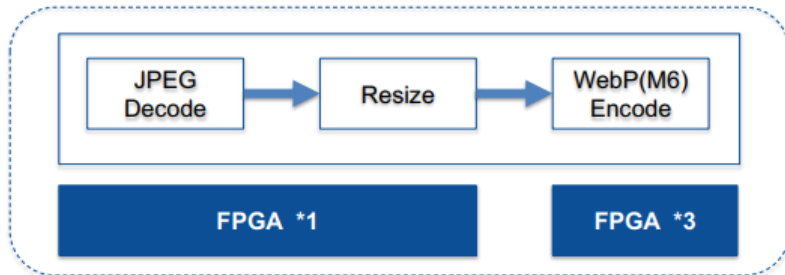 JPEG
Decode
Resize
WebP(M6)
Encode
FPGA *1
FPGA *3